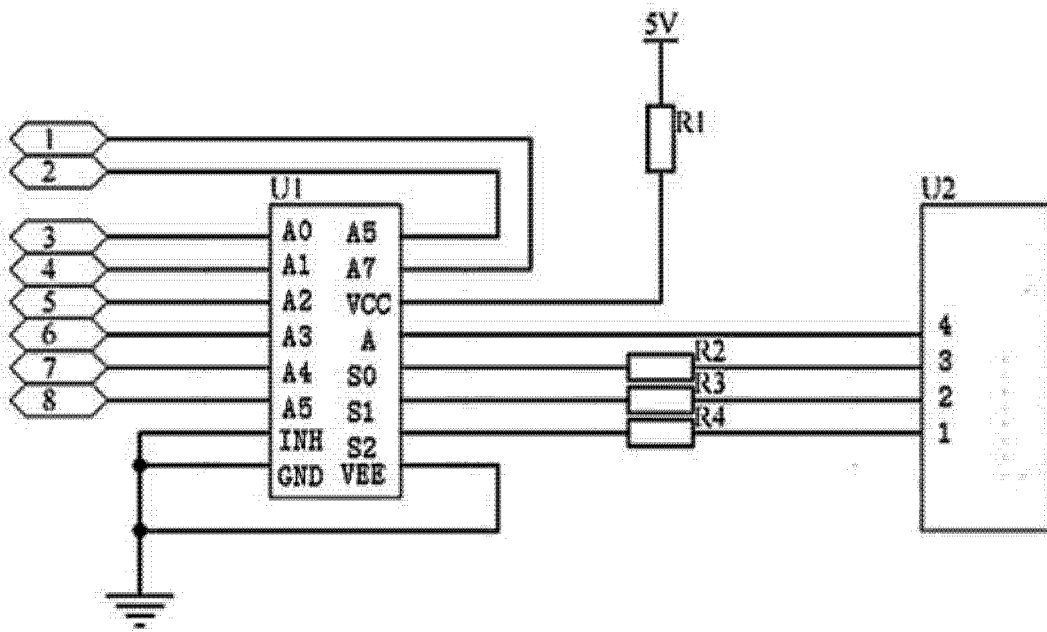 5V
R1
1
2
U1
U2
3 A0 A5
4 A1 A7
5 A2 VCC
6 A3 A 4
7 A4 S0 R2 3
8 A5 S1 R3 2
INH S2 R4 1
GND VEE